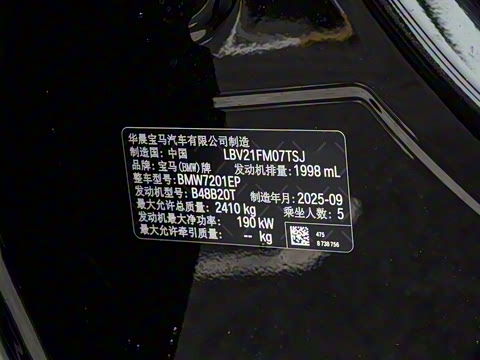 华晨宝马汽车有限公司制造
制造国：中国 LBV21FM07TSJ
品牌：宝马(BMW)牌 发动机排量：1998 mL
整车型号：BMW7201EP
发动机型号：B48B20T 制造年月：2025-09
最大允许总质量：2410 kg 乘坐人数：5
发动机最大净功率：190 kW
最大允许牵引质量：-- kg
475
8 738 756